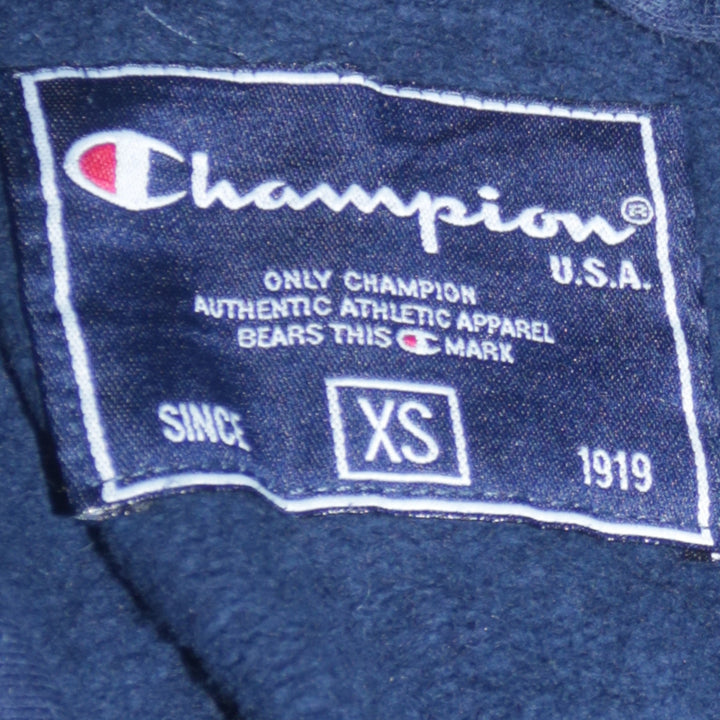 Champion®
U.S.A.
ONLY CHAMPION
AUTHENTIC ATHLETIC APPAREL
BEARS THIS C MARK
SINCE XS 1919